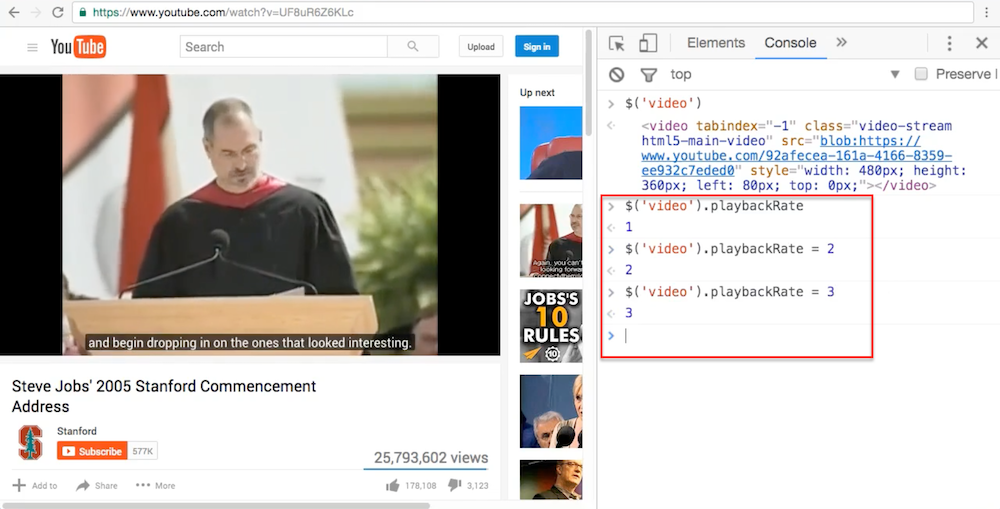 https://www.youtube.com/watch?v=UF8uR6Z6KLc
YouTube
Search
Upload
Sign in
and begin dropping in on the ones that looked interesting.
Steve Jobs' 2005 Stanford Commencement
Address
Stanford
Subscribe 577K
25,793,602 views
Add to Share More 178,108 3,123
Up next
Again, you can't
looking forwar
JOBS'S
10
RULES
10
Elements Console
top Preserve l
$('video')
<video tabindex="-1" class="video-stream
html5-main-video" src="blob:https://
www.youtube.com/92afecea-161a-4166-8359-
ee932c7eded0" style="width: 480px; height:
360px; left: 80px; top: 0px;"></video>
$('video').playbackRate
1
$('video').playbackRate = 2
2
$('video').playbackRate = 3
3